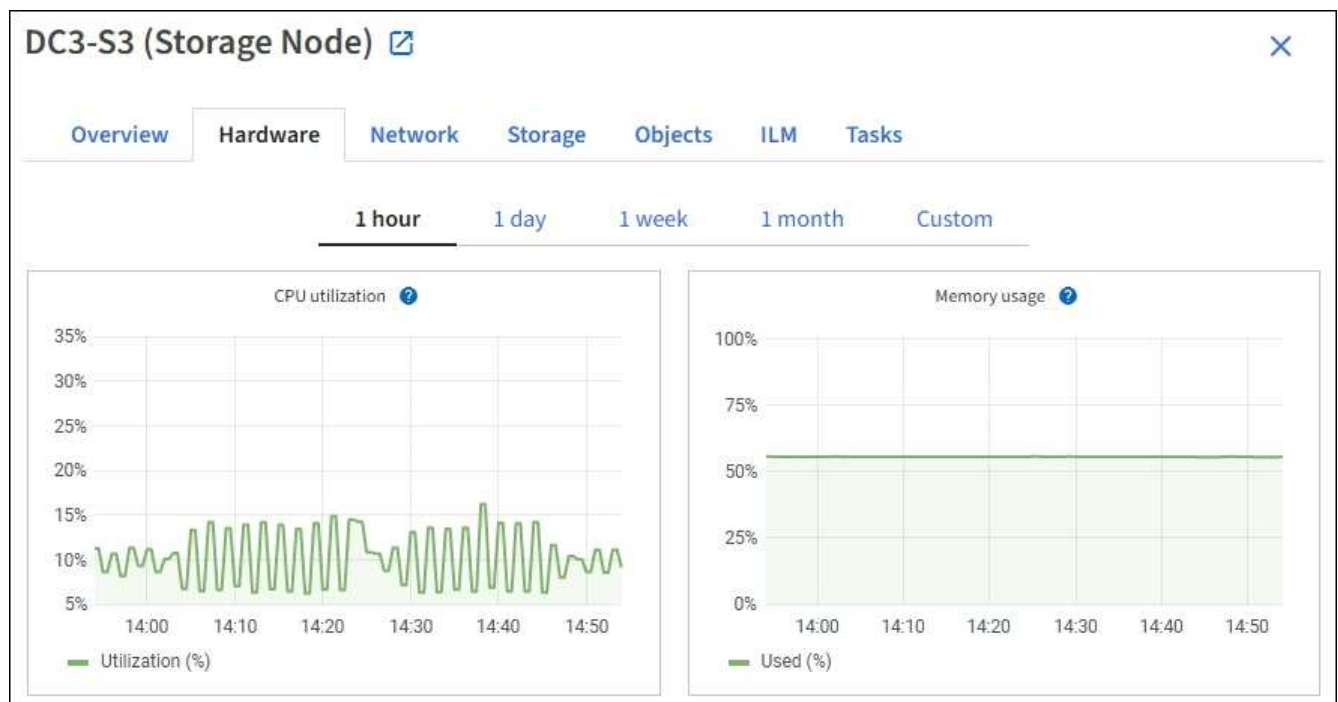 DC3-S3 (Storage Node)
Overview Hardware Network Storage Objects ILM Tasks
1 hour 1 day 1 week 1 month Custom
CPU utilization ?
35%
30%
25%
20%
15%
10%
5%
14:00 14:10 14:20 14:30 14:40 14:50
Utilization (%)
Memory usage ?
100%
75%
50%
25%
0%
14:00 14:10 14:20 14:30 14:40 14:50
Used (%)